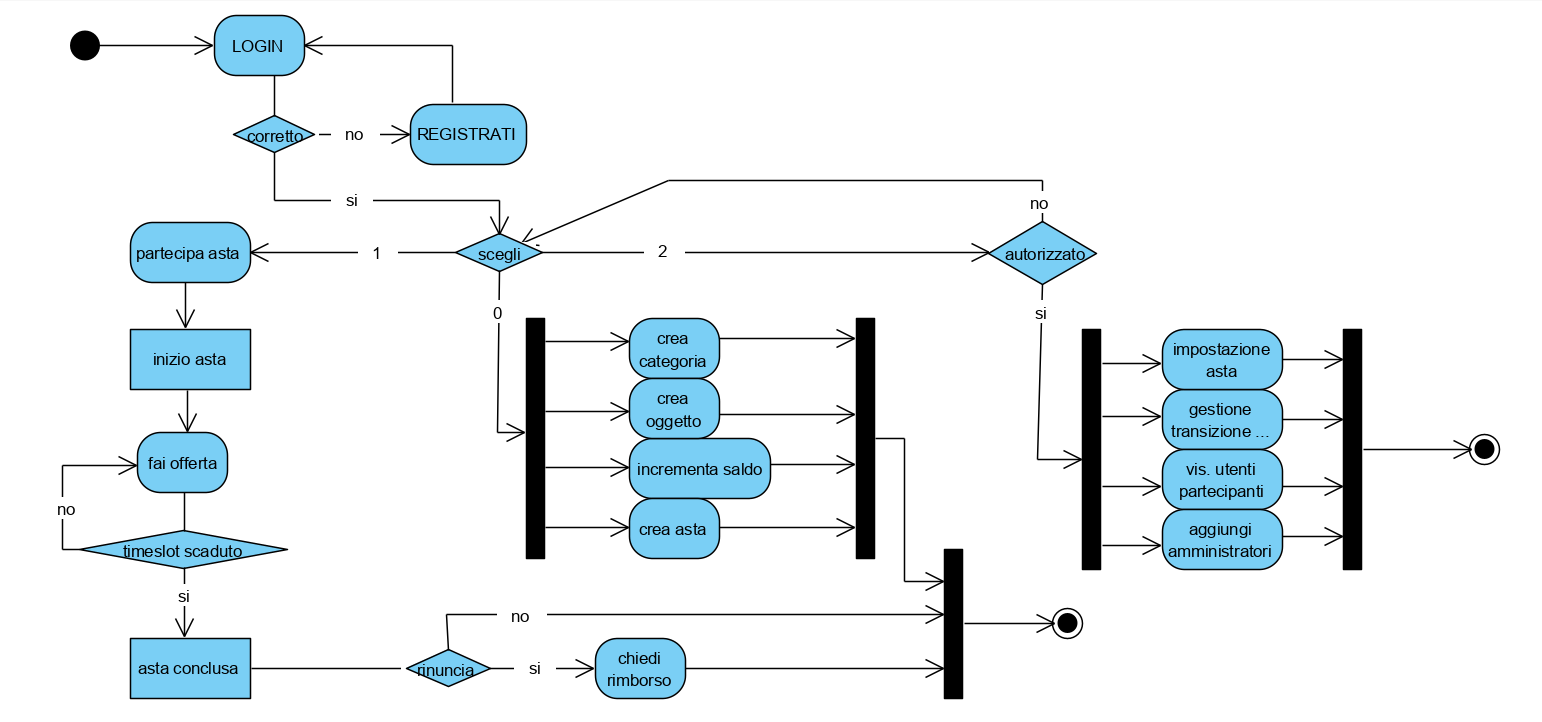 LOGIN
corretto
no
REGISTRATI
si
no
partecipa asta
1
scegli
-
2
autorizzato
0
si
inizio asta
crea
categoria
impostazione
asta
crea
oggetto
gestione
transizione ...
fai offerta
incrementa saldo
vis. utenti
partecipanti
no
crea asta
aggiungi
amministratori
timeslot scaduto
si
no
asta conclusa
rinuncia
si
chiedi
rimborso